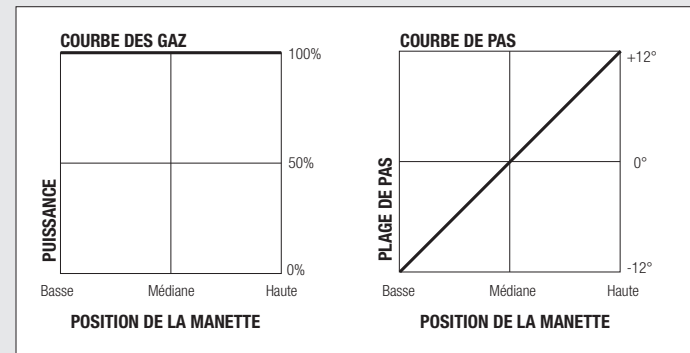 COURBE DES GAZ
100%
50%
0%
PUISSANCE
Basse Médiane Haute
POSITION DE LA MANETTE
COURBE DE PAS
+12°
0°
-12°
PLAGE DE PAS
Basse Médiane Haute
POSITION DE LA MANETTE